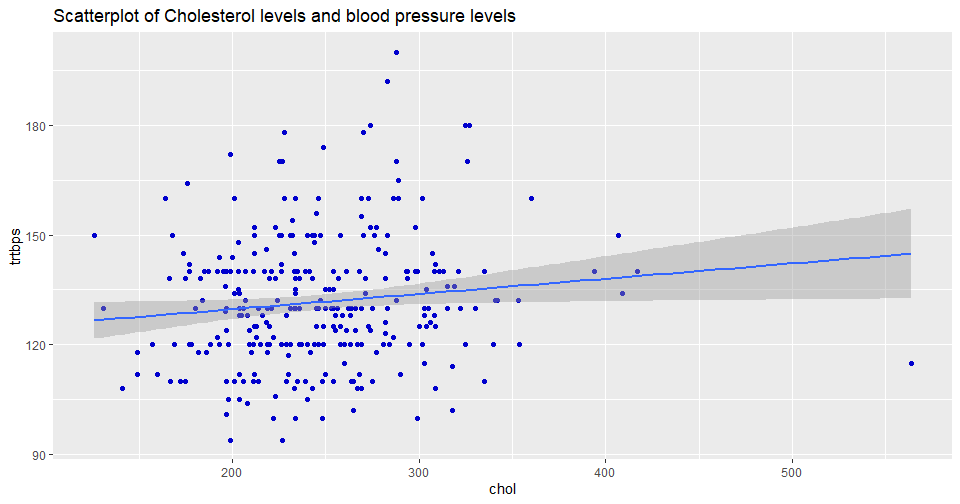 Scatterplot of Cholesterol levels and blood pressure levels
trtbps
180
150
120
90
200 300 400 500
chol